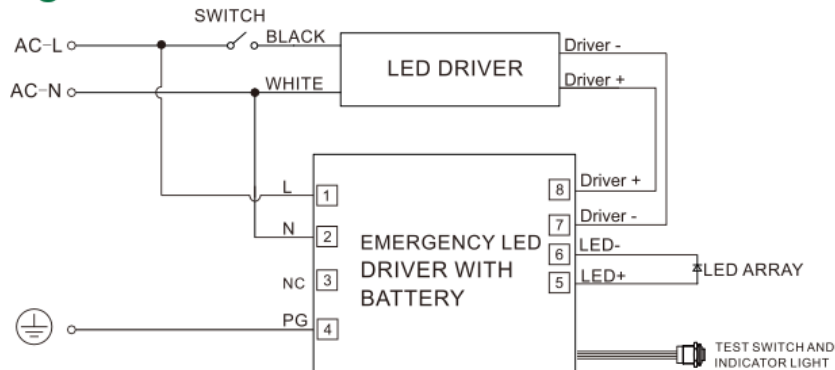 SWITCH
AC-L
BLACK
LED DRIVER
Driver -
Driver +
AC-N
WHITE
L
1
N
2
NC
3
PG
4
EMERGENCY LED
DRIVER WITH
BATTERY
8
Driver +
7
Driver -
6
LED-
5
LED+
LED ARRAY
TEST SWITCH AND
INDICATOR LIGHT